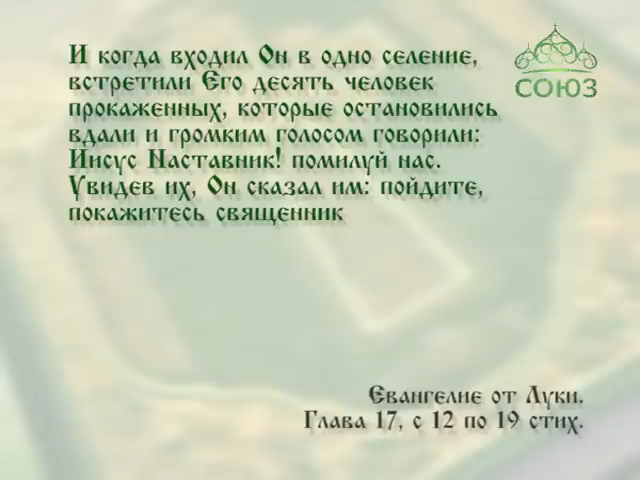 И когда входил Он в одно селение,
встретили Его десять человек
прокаженных, которые остановились
вдали и громким голосом говорили:
Иисус Наставник! помилуй нас.
Увидев их, Он сказал им: пойдите,
покажитесь священник
СОЮЗ
Евангелие от Луки.
Глава 17, с 12 по 19 стих.